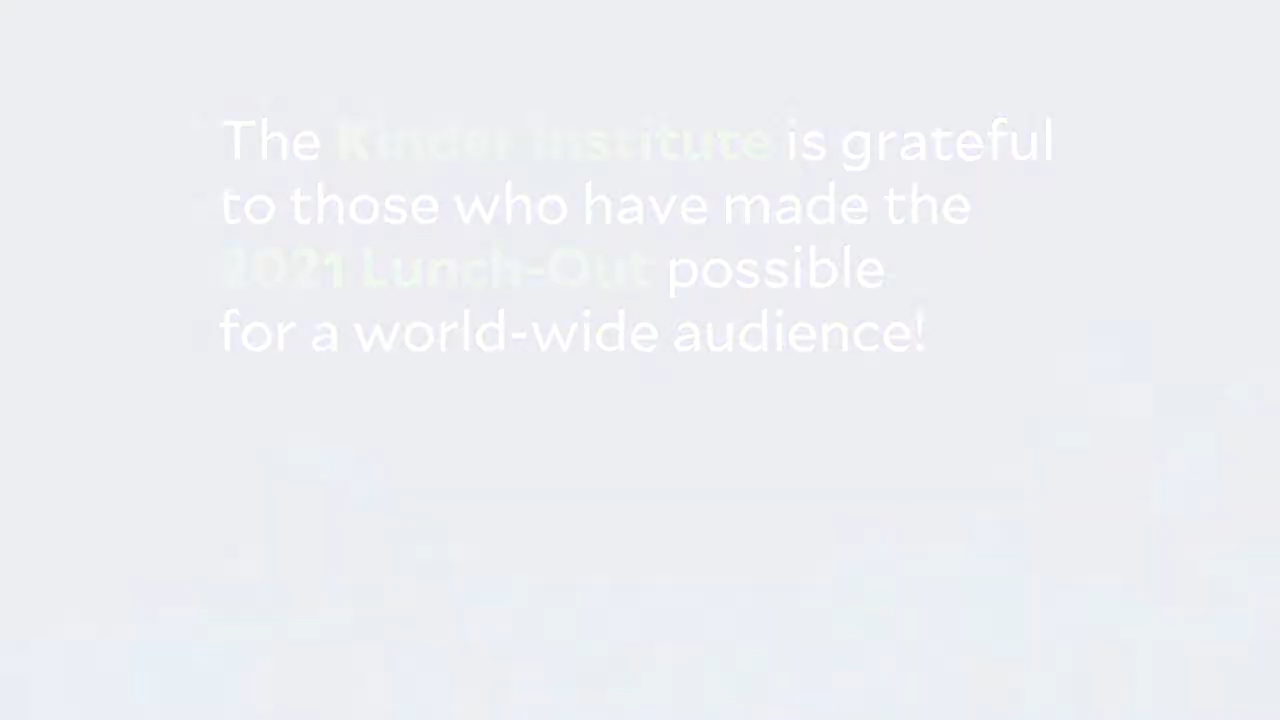 The Kinder Institute is grateful
to those who have made the
2021 Lunch-Out possible
for a world-wide audience!